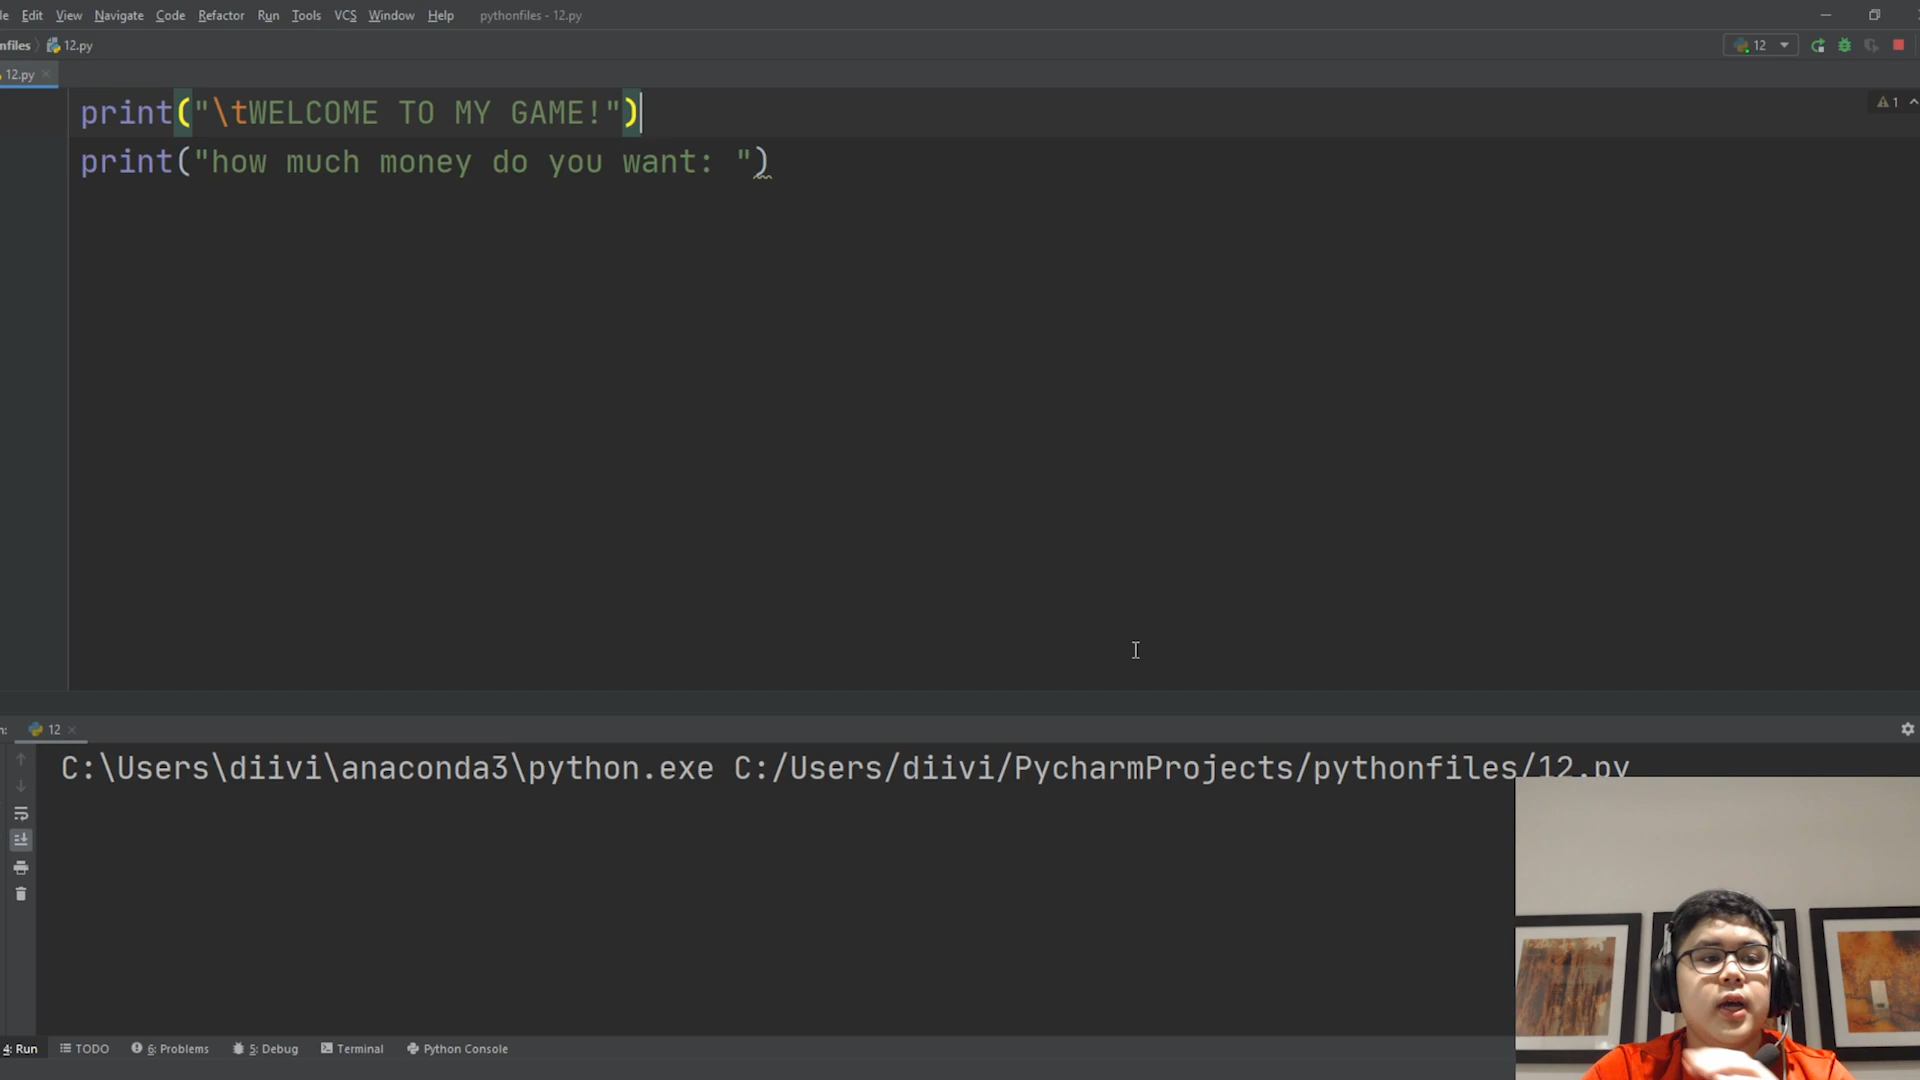 le Edit View Navigate Code Refactor Run Tools VCS Window Help pythonfiles - 12.py
nfiles 12.py 12
12.py
print("\tWELCOME TO MY GAME!") 1
print("how much money do you want: ")
n: 12
C:\Users\diivi\anaconda3\python.exe C:/Users/diivi/PycharmProjects/pythonfiles/12.py
4: Run TODO 6: Problems 5: Debug Terminal Python Console